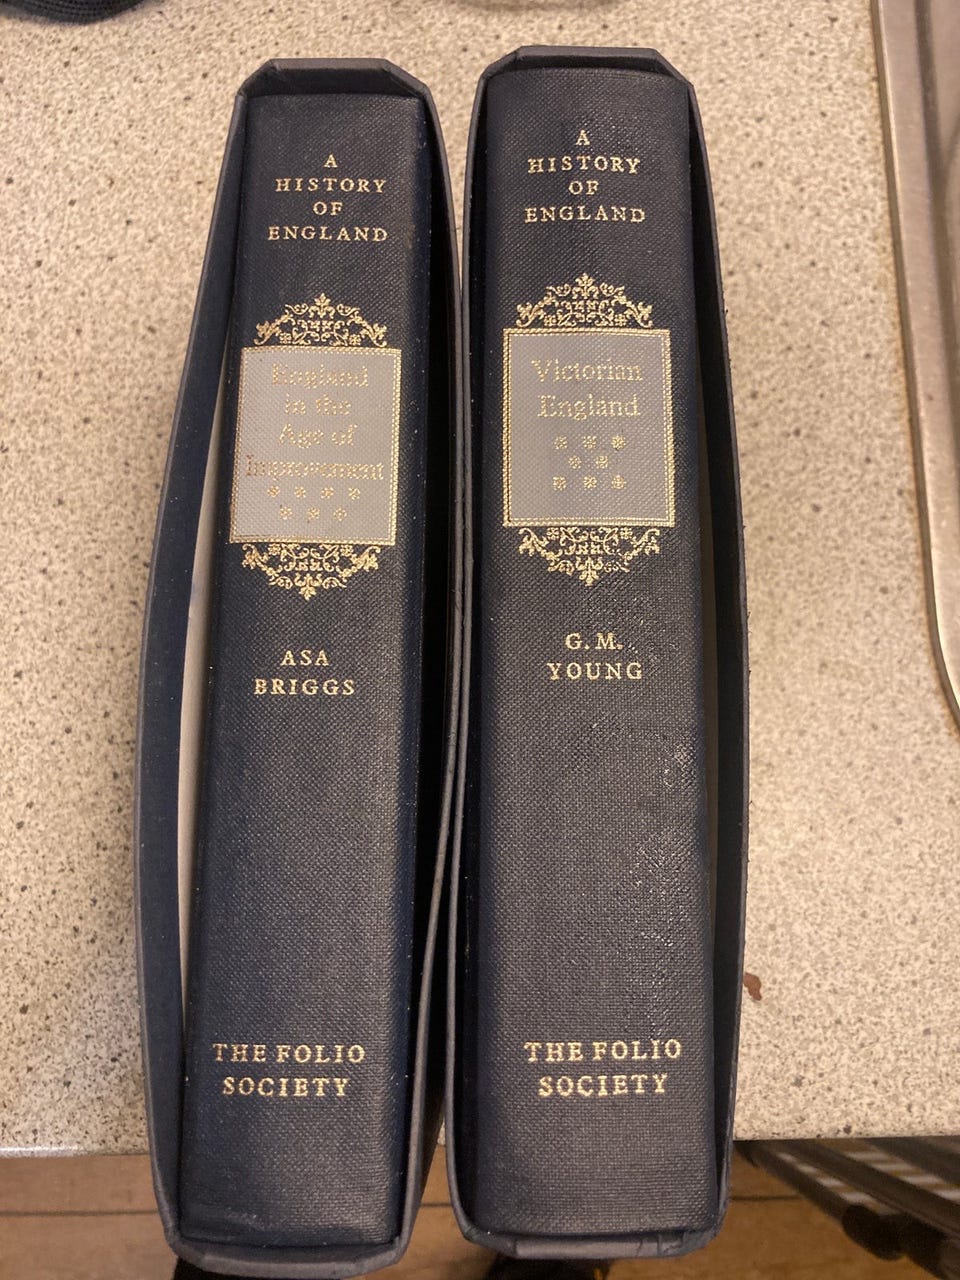 A
HISTORY
OF
ENGLAND
England
in the
Age of
Improvement
ASA
BRIGGS
THE FOLIO
SOCIETY
A
HISTORY
OF
ENGLAND
Victorian
England
G. M.
YOUNG
THE FOLIO
SOCIETY